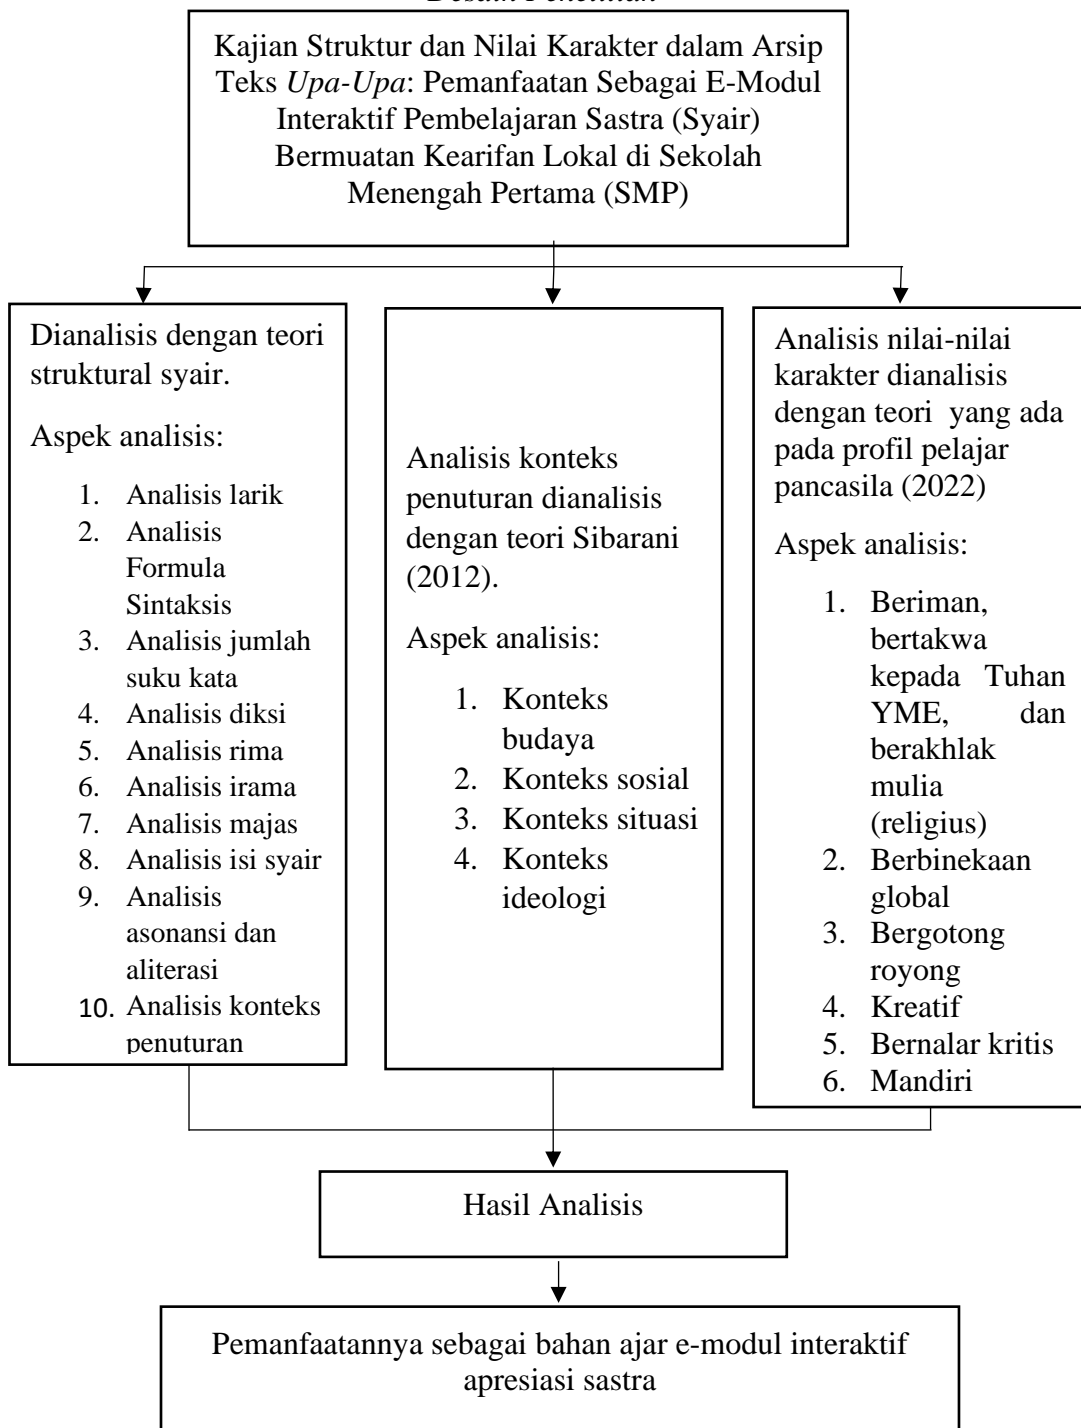 Desain Penelitian
Kajian Struktur dan Nilai Karakter dalam Arsip
Teks Upa-Upa: Pemanfaatan Sebagai E-Modul
Interaktif Pembelajaran Sastra (Syair)
Bermuatan Kearifan Lokal di Sekolah
Menengah Pertama (SMP)
Dianalisis dengan teori
struktural syair.
Aspek analisis:
1. Analisis larik
2. Analisis
Formula
Sintaksis
3. Analisis jumlah
suku kata
4. Analisis diksi
5. Analisis rima
6. Analisis irama
7. Analisis majas
8. Analisis isi syair
9. Analisis
asonansi dan
aliterasi
10. Analisis konteks
penuturan
Analisis konteks
penuturan dianalisis
dengan teori Sibarani
(2012).
Aspek analisis:
1. Konteks
budaya
2. Konteks sosial
3. Konteks situasi
4. Konteks
ideologi
Analisis nilai-nilai
karakter dianalisis
dengan teori yang ada
pada profil pelajar
pancasila (2022)
Aspek analisis:
1. Beriman,
bertakwa
kepada Tuhan
YME, dan
berakhlak
mulia
(religius)
2. Berbinekaan
global
3. Bergotong
royong
4. Kreatif
5. Bernalar kritis
6. Mandiri
Hasil Analisis
Pemanfaatannya sebagai bahan ajar e-modul interaktif
apresiasi sastra